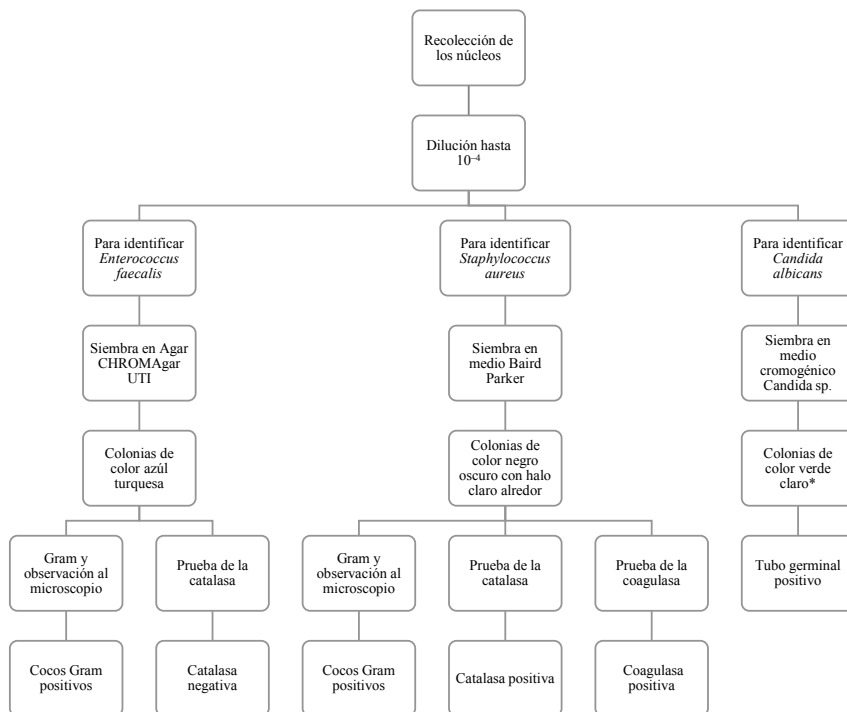 Recolección de
los núcleos
Dilución hasta
10⁻⁴
Para identificar
Enterococcus
faecalis
Para identificar
Staphylococcus
aureus
Para identificar
Candida
albicans
Siembra en Agar
CHROMAgar
UTI
Siembra en
medio Baird
Parker
Siembra en
medio
cromogénico
Candida sp.
Colonias de
color azúl
turquesa
Colonias de
color negro
oscuro con halo
claro alredor
Colonias de
color verde
claro*
Gram y
observación al
microscopio
Prueba de la
catalasa
Gram y
observación al
microscopio
Prueba de la
catalasa
Prueba de la
coagulasa
Tubo germinal
positivo
Cocos Gram
positivos
Catalasa
negativa
Cocos Gram
positivos
Catalasa positiva
Coagulasa
positiva